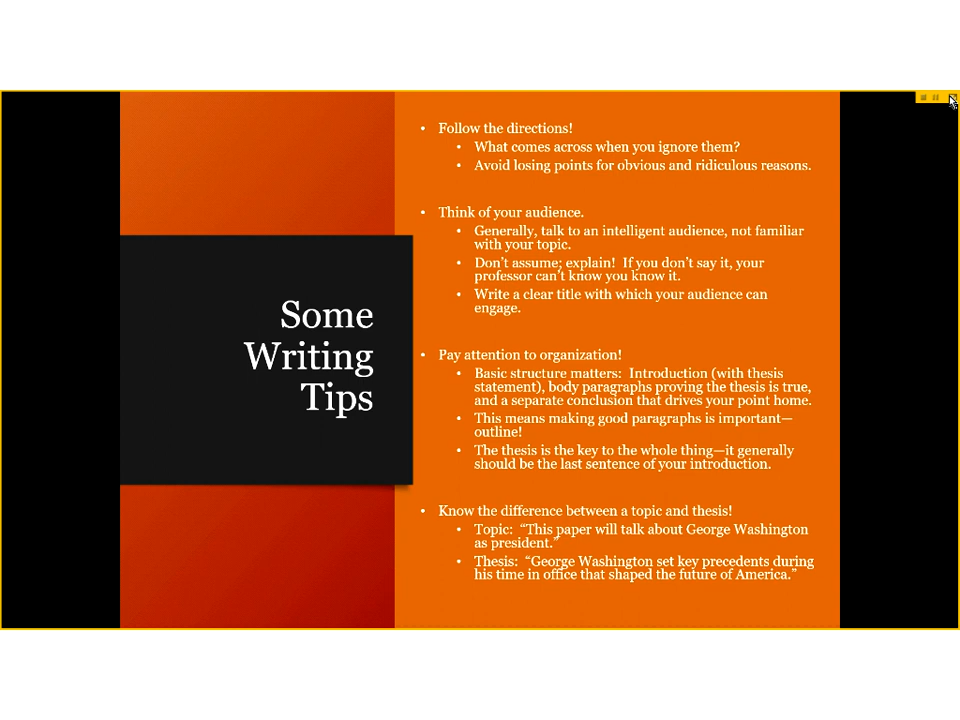 Some
Writing
Tips
• Follow the directions!
• What comes across when you ignore them?
• Avoid losing points for obvious and ridiculous reasons.
• Think of your audience.
• Generally, talk to an intelligent audience, not familiar
with your topic.
• Don't assume; explain!  If you don't say it, your
professor can't know you know it.
• Write a clear title with which your audience can
engage.
• Pay attention to organization!
• Basic structure matters:  Introduction (with thesis
statement), body paragraphs proving the thesis is true,
and a separate conclusion that drives your point home.
• This means making good paragraphs is important—
outline!
• The thesis is the key to the whole thing—it generally
should be the last sentence of your introduction.
• Know the difference between a topic and thesis!
• Topic:  “This paper will talk about George Washington
as president.”
• Thesis:  “George Washington set key precedents during
his time in office that shaped the future of America.”